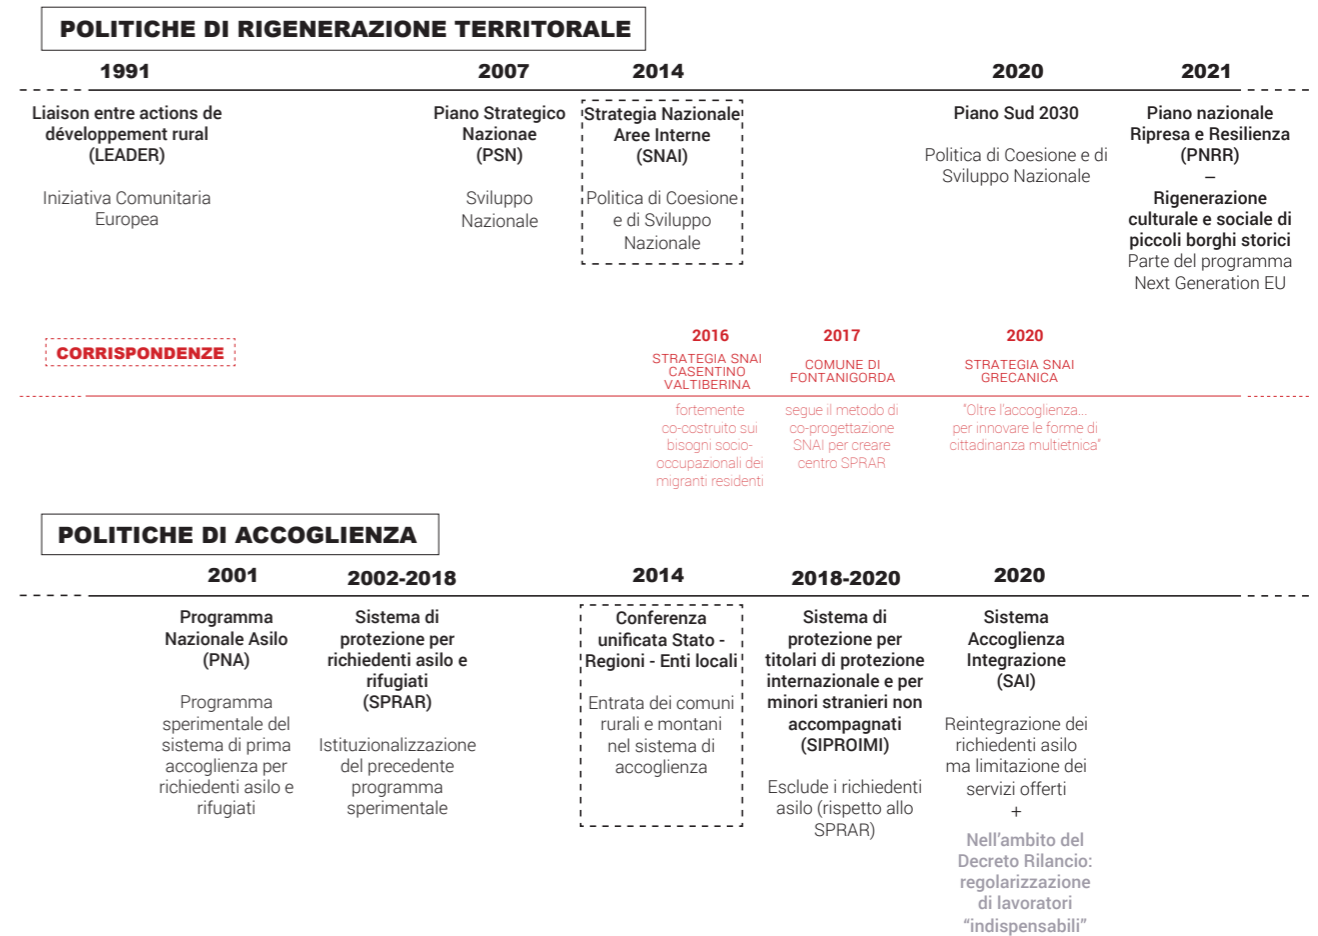 POLITICHE DI RIGENERAZIONE TERRITORALE
1991
Liaison entre actions de
développement rural
(LEADER)
Iniziativa Comunitaria
Europea
2007
Piano Strategico
Nazionae
(PSN)
Sviluppo
Nazionale
2014
Strategia Nazionale
Aree Interne
(SNAI)
Politica di Coesione
e di Sviluppo
Nazionale
2020
Piano Sud 2030
Politica di Coesione e di
Sviluppo Nazionale
2021
Piano nazionale
Ripresa e Resilienza
(PNRR)
–
Rigenerazione
culturale e sociale di
piccoli borghi storici
Parte del programma
Next Generation EU
CORRISPONDENZE
2016
STRATEGIA SNAI
CASENTINO
VALTIBERINA
fortemente
co-costruito sui
bisogni socio-
occupazionali dei
migranti residenti
2017
COMUNE DI
FONTANIGORDA
segue il metodo di
co-progettazione
SNAI per creare
centro SPRAR
2020
STRATEGIA SNAI
GRECANICA
“Oltre l’accoglienza...
per innovare le forme di
cittadinanza multietnica”
POLITICHE DI ACCOGLIENZA
2001
Programma
Nazionale Asilo
(PNA)
Programma
sperimentale del
sistema di prima
accoglienza per
richiedenti asilo e
rifugiati
2002-2018
Sistema di
protezione per
richiedenti asilo e
rifugiati
(SPRAR)
Istituzionalizzazione
del precedente
programma
sperimentale
2014
Conferenza
unificata Stato -
Regioni - Enti locali
Entrata dei comuni
rurali e montani
nel sistema di
accoglienza
2018-2020
Sistema di
protezione per
titolari di protezione
internazionale e per
minori stranieri non
accompagnati
(SIPROIMI)
Esclude i richiedenti
asilo (rispetto allo
SPRAR)
2020
Sistema
Accoglienza
Integrazione
(SAI)
Reintegrazione dei
richiedenti asilo
ma limitazione dei
servizi offerti
+
Nell’ambito del
Decreto Rilancio:
regolarizzazione
di lavoratori
“indispensabili”